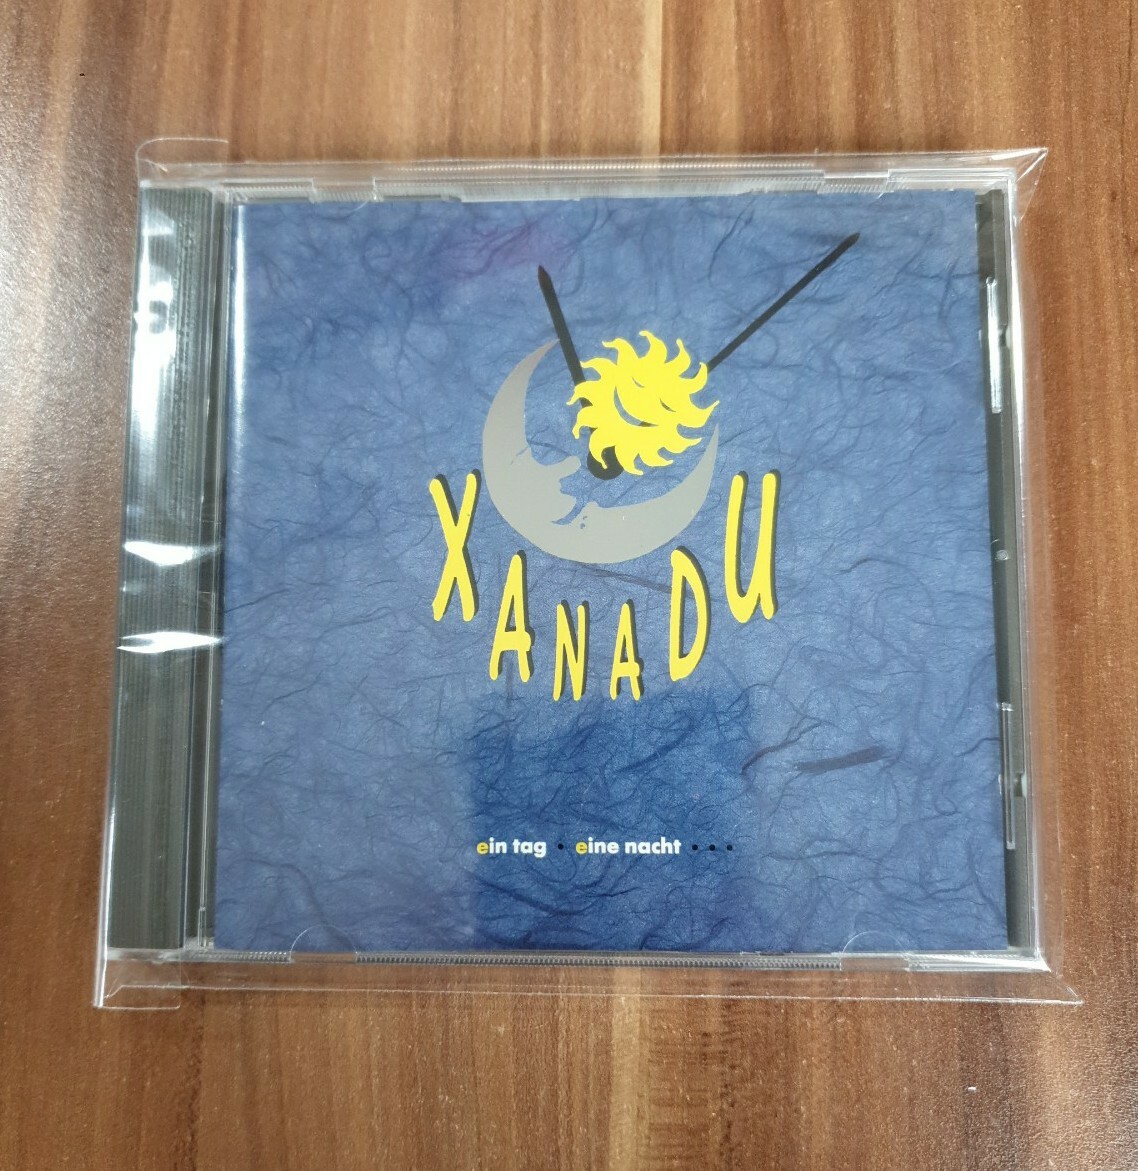 XANADU
ein tag · eine nacht · · ·